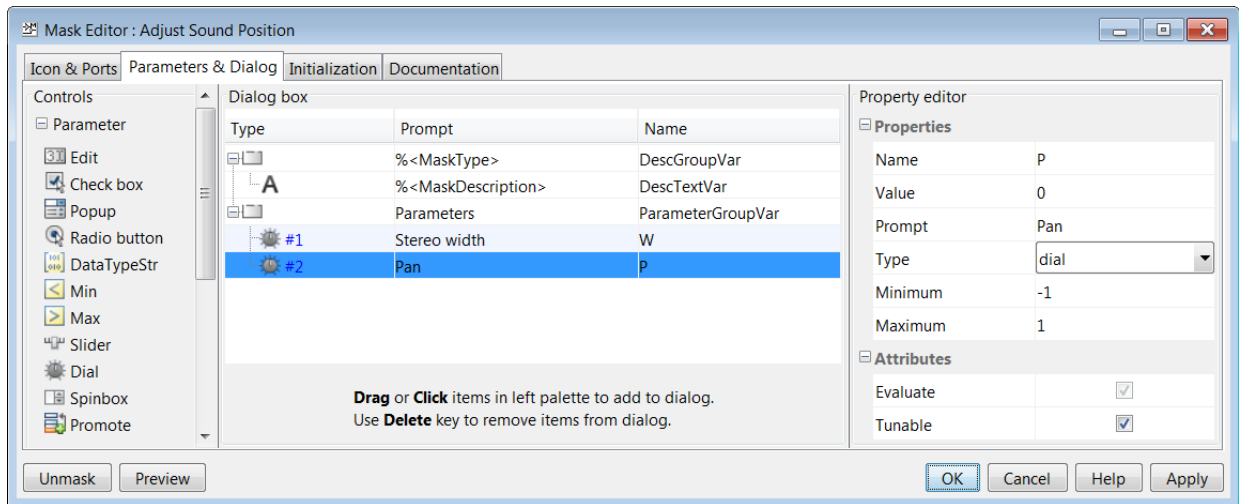 Mask Editor : Adjust Sound Position
Icon & Ports Parameters & Dialog Initialization Documentation
Controls
Parameter
Edit
Check box
Popup
Radio button
DataTypeStr
Min
Max
Slider
Dial
Spinbox
Promote
Dialog box
Type Prompt Name
%<MaskType> DescGroupVar
A %<MaskDescription> DescTextVar
Parameters ParameterGroupVar
#1 Stereo width W
#2 Pan P
Drag or Click items in left palette to add to dialog.
Use Delete key to remove items from dialog.
Property editor
Properties
Name P
Value 0
Prompt Pan
Type dial
Minimum -1
Maximum 1
Attributes
Evaluate
Tunable
Unmask Preview OK Cancel Help Apply